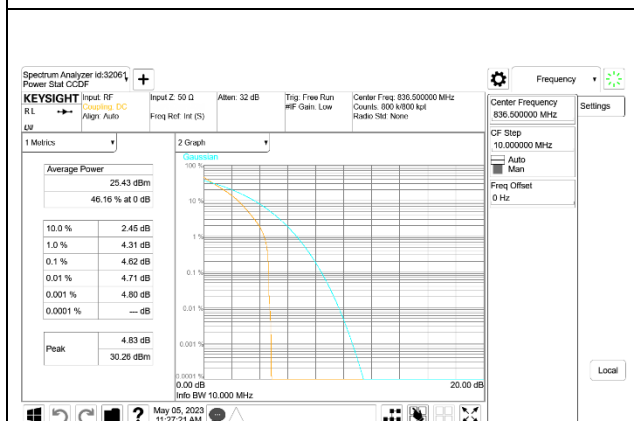 Spectrum Analyzer id:32061
Power Stat CCDF
Frequency
KEYSIGHT
RL
Input: RF
Coupling: DC
Align: Auto
Input Z: 50 Ω
Freq Ref: Int (S)
Atten: 32 dB
Trig: Free Run
#IF Gain: Low
Center Freq: 836.500000 MHz
Counts: 800 k/800 kpt
Radio Std: None
Center Frequency
836.500000 MHz
Settings
CF Step
10.000000 MHz
Auto
Man
Freq Offset
0 Hz
1 Metrics
2 Graph
Average Power
25.43 dBm
46.16 % at 0 dB
10.0 % 2.45 dB
1.0 % 4.31 dB
0.1 % 4.62 dB
0.01 % 4.71 dB
0.001 % 4.80 dB
0.0001 % --- dB
Peak 4.83 dB
30.26 dBm
Gaussian
100 %
10 %
1 %
0.1 %
0.01 %
0.001 %
0.0001 %
0.00 dB 20.00 dB
Info BW 10.000 MHz
Local
May 05, 2023
11:27:21 AM